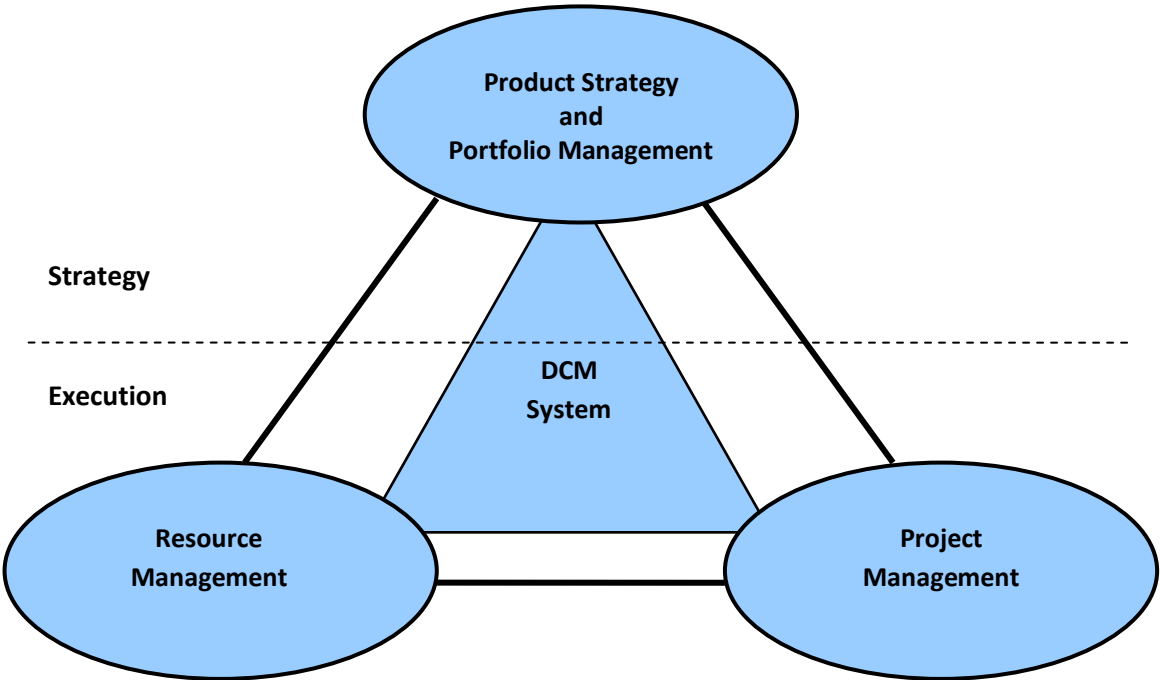 Product Strategy
and
Portfolio Management
Strategy
DCM
System
Execution
Resource
Management
Project
Management